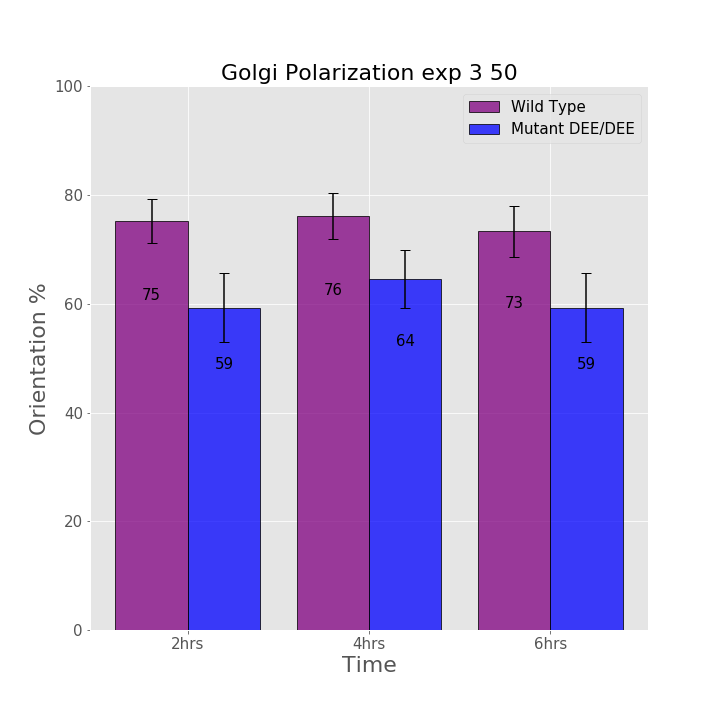 Golgi Polarization exp 3 50
Wild Type
Mutant DEE/DEE
Orientation %
100
80
60
40
20
0
75
59
76
64
73
59
2hrs
4hrs
6hrs
Time